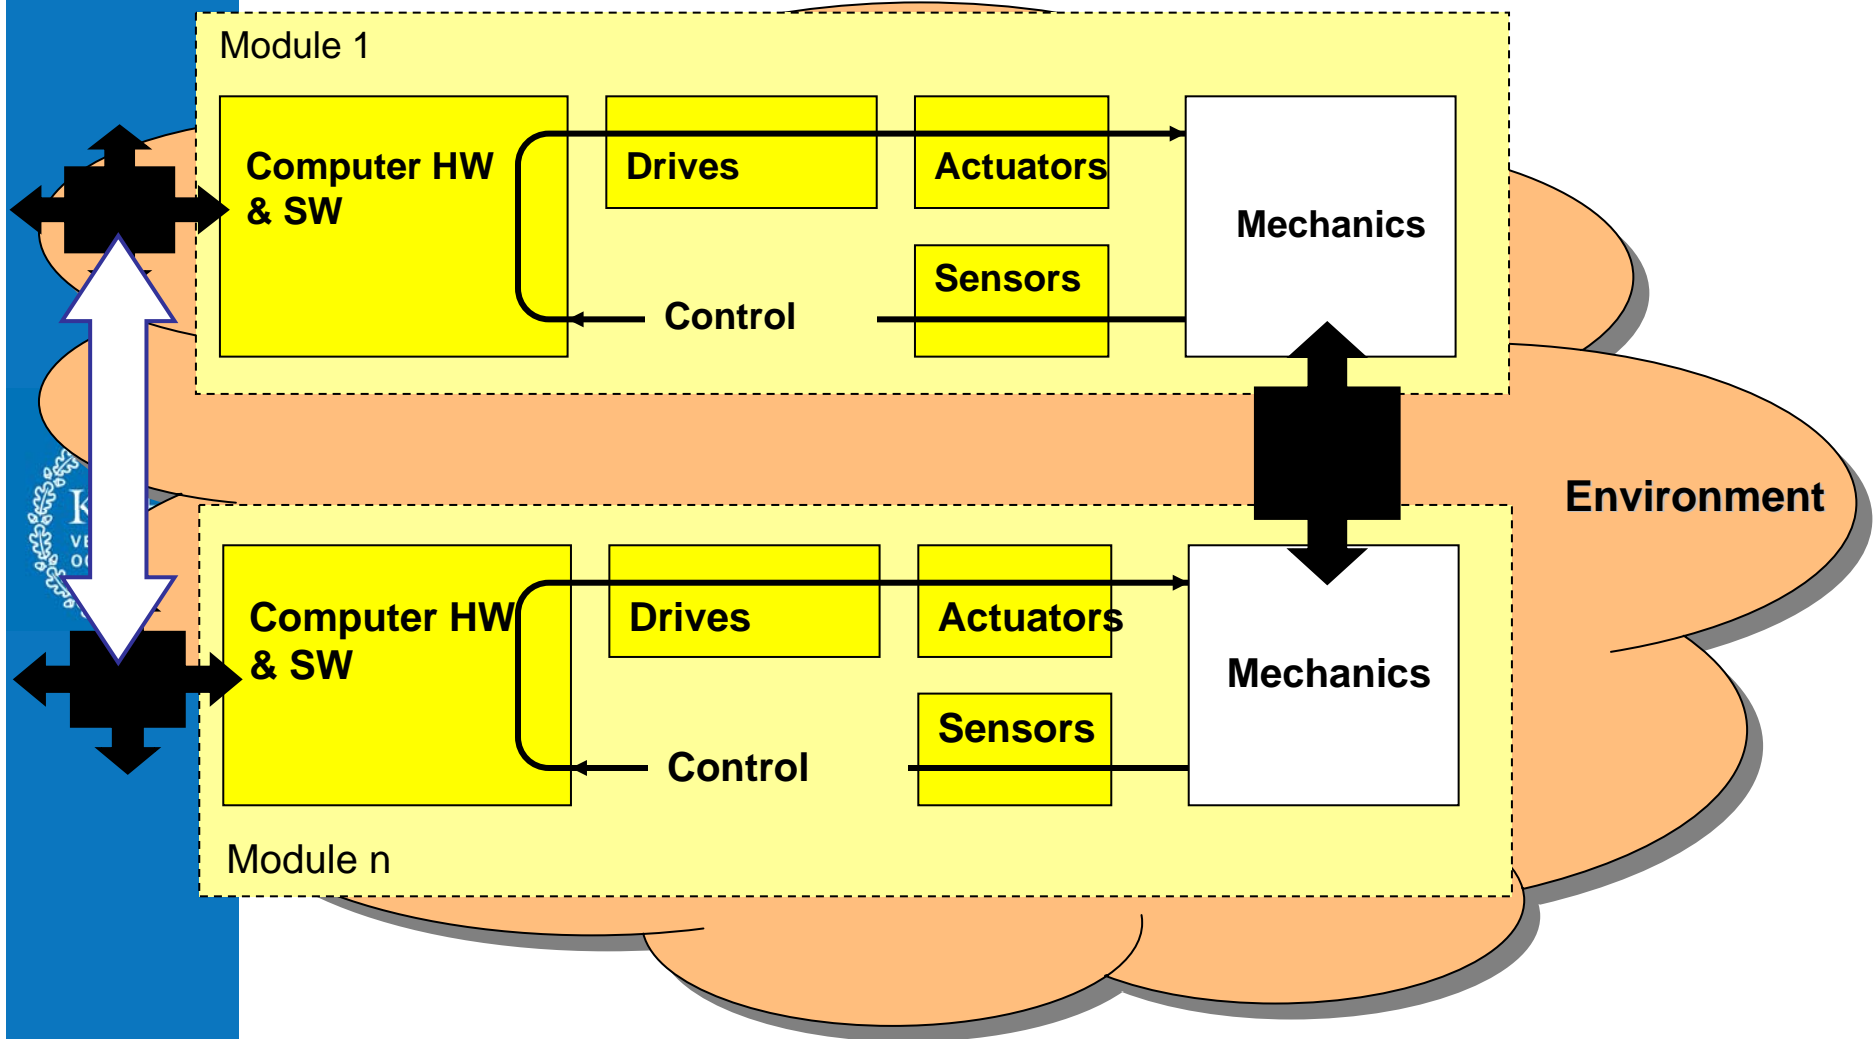 Module 1
Computer HW
& SW
Drives
Actuators
Mechanics
Sensors
Control
Environment
Computer HW
& SW
Drives
Actuators
Mechanics
Sensors
Control
Module n